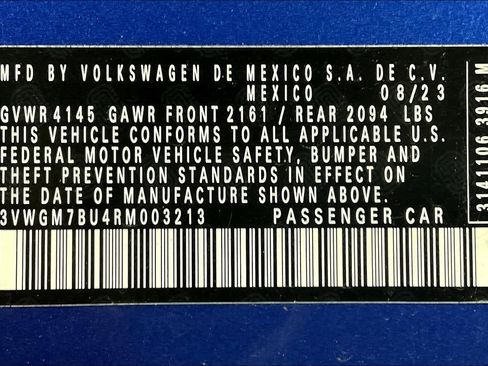 MFD BY VOLKSWAGEN DE MEXICO S.A. DE C.V.
MEXICO 08/23
GVWR 4145 GAWR FRONT 2161 / REAR 2094 LBS
THIS VEHICLE CONFORMS TO ALL APPLICABLE U.S.
FEDERAL MOTOR VEHICLE SAFETY, BUMPER AND
THEFT PREVENTION STANDARDS IN EFFECT ON
THE DATE OF MANUFACTURE SHOWN ABOVE.
3VWGM7BU4RM003213 PASSENGER CAR
3141106 3916 M